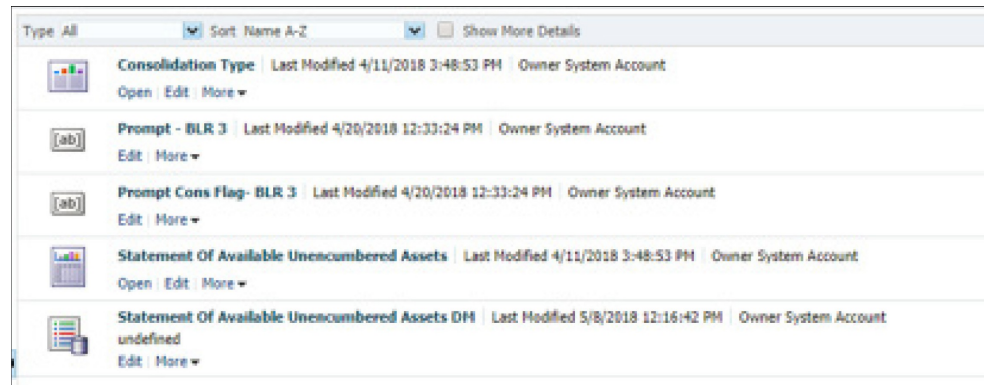 Type All Sort Name A-Z Show More Details
Consolidation Type Last Modified 4/11/2018 3:48:53 PM Owner System Account
Open Edit More
[ab] Prompt - BLR 3 Last Modified 4/20/2018 12:33:24 PM Owner System Account
Edit More
[ab] Prompt Cons Flag- BLR 3 Last Modified 4/20/2018 12:33:24 PM Owner System Account
Edit More
Statement Of Available Unencumbered Assets Last Modified 4/11/2018 3:48:53 PM Owner System Account
Open Edit More
Statement Of Available Unencumbered Assets DM Last Modified 5/8/2018 12:16:42 PM Owner System Account
undefined
Edit More